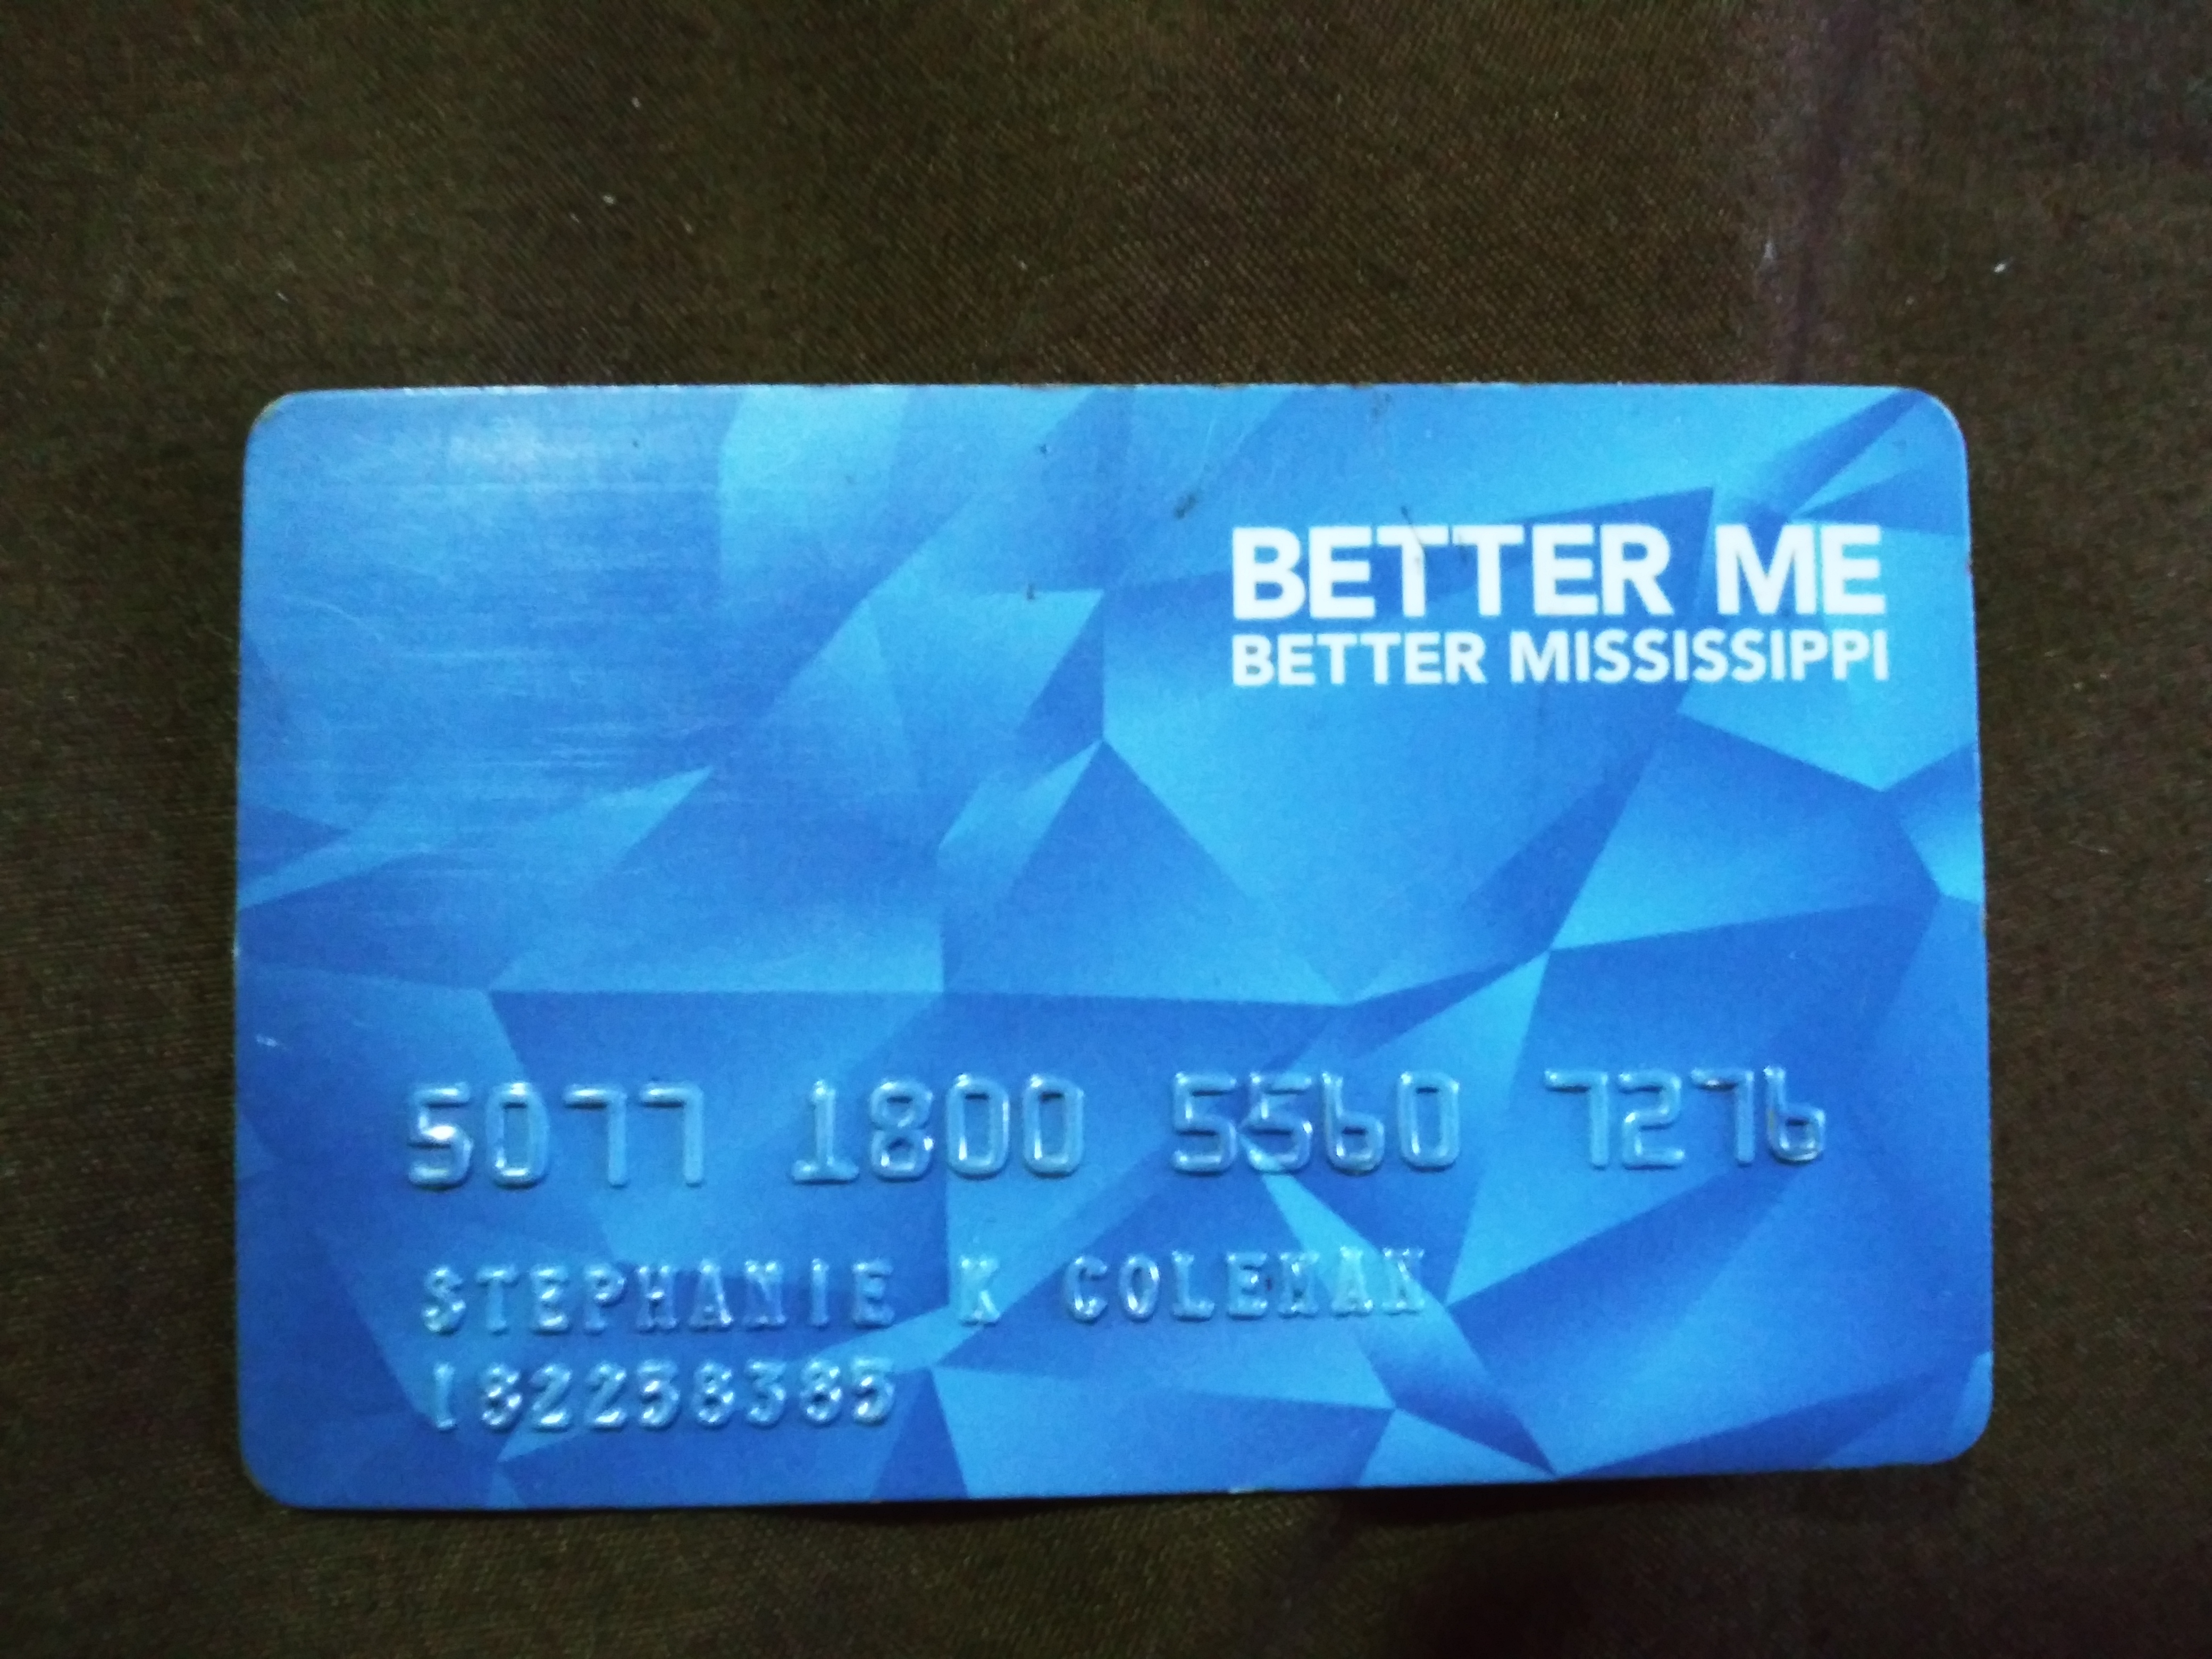 BETTER ME
BETTER MISSISSIPPI
5077 1800 5560 7276
STEPHANIE K COLEMAN
182258385